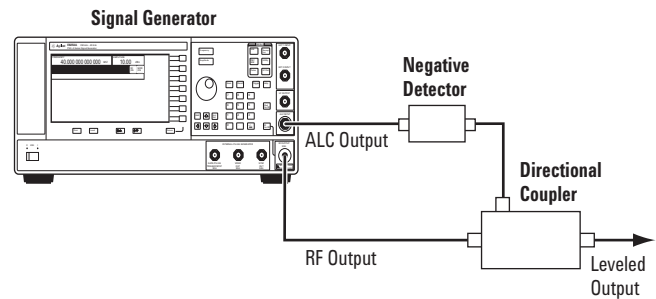 Signal Generator
Agilent
40.000 000 000 000
10.00
Negative
Detector
ALC Output
Directional
Coupler
RF Output
Leveled
Output